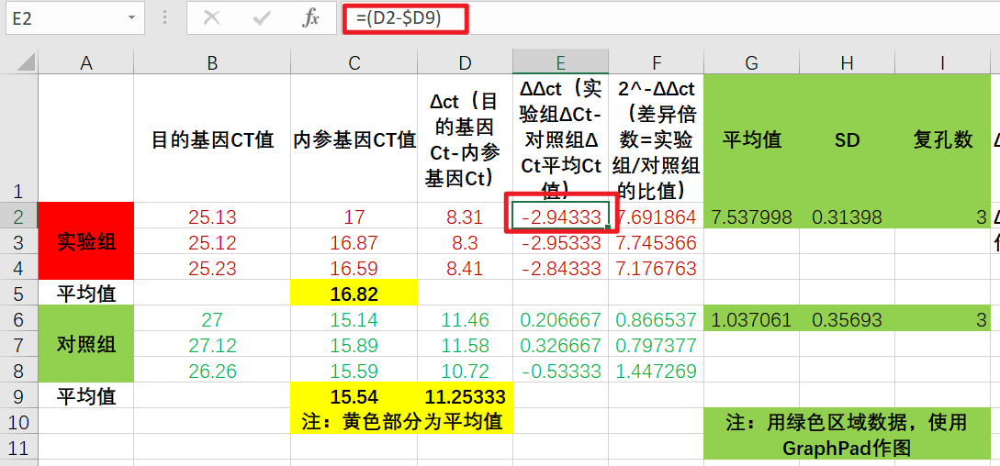 E2 fx =(D2-$D9)
A B C D E F G H I
1 目的基因CT值 内参基因CT值 Δct（目的基因Ct-内参基因Ct） ΔΔct（实验组ΔCt-对照组ΔCt平均Ct值） 2^-ΔΔct（差异倍数=实验组/对照组的比值） 平均值 SD 复孔数
2 25.13 17 8.31 -2.94333 7.691864 7.537998 0.31398 3
3 实验组 25.12 16.87 8.3 -2.95333 7.745366
4 25.23 16.59 8.41 -2.84333 7.176763
5 平均值 16.82
6 27 15.14 11.46 0.206667 0.866537 1.037061 0.35693 3
7 对照组 27.12 15.89 11.58 0.326667 0.797377
8 26.26 15.59 10.72 -0.53333 1.447269
9 平均值 15.54 11.25333
10 注：黄色部分为平均值 注：用绿色区域数据，使用
11 GraphPad作图